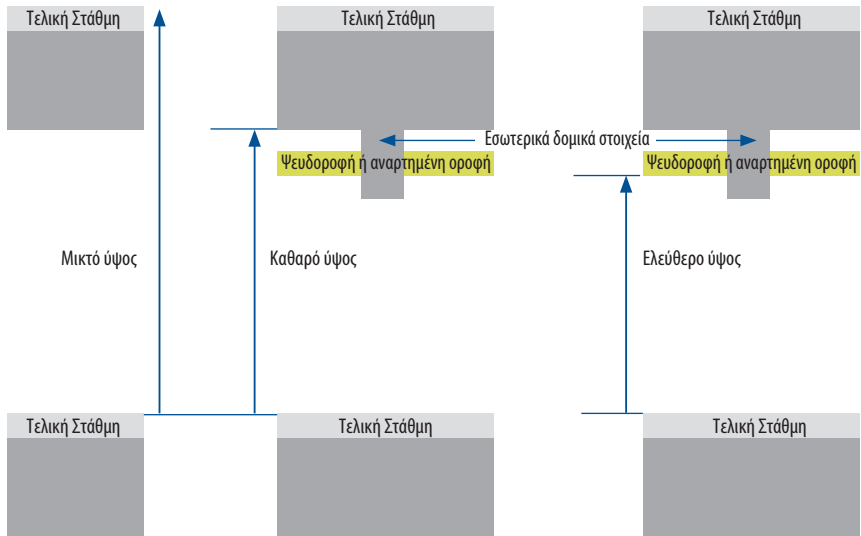 Τελική Στάθμη
Τελική Στάθμη
Τελική Στάθμη
Εσωτερικά δομικά στοιχεία
Ψευδοροφή ή αναρτημένη οροφή
Ψευδοροφή ή αναρτημένη οροφή
Μικτό ύψος
Καθαρό ύψος
Ελεύθερο ύψος
Τελική Στάθμη
Τελική Στάθμη
Τελική Στάθμη